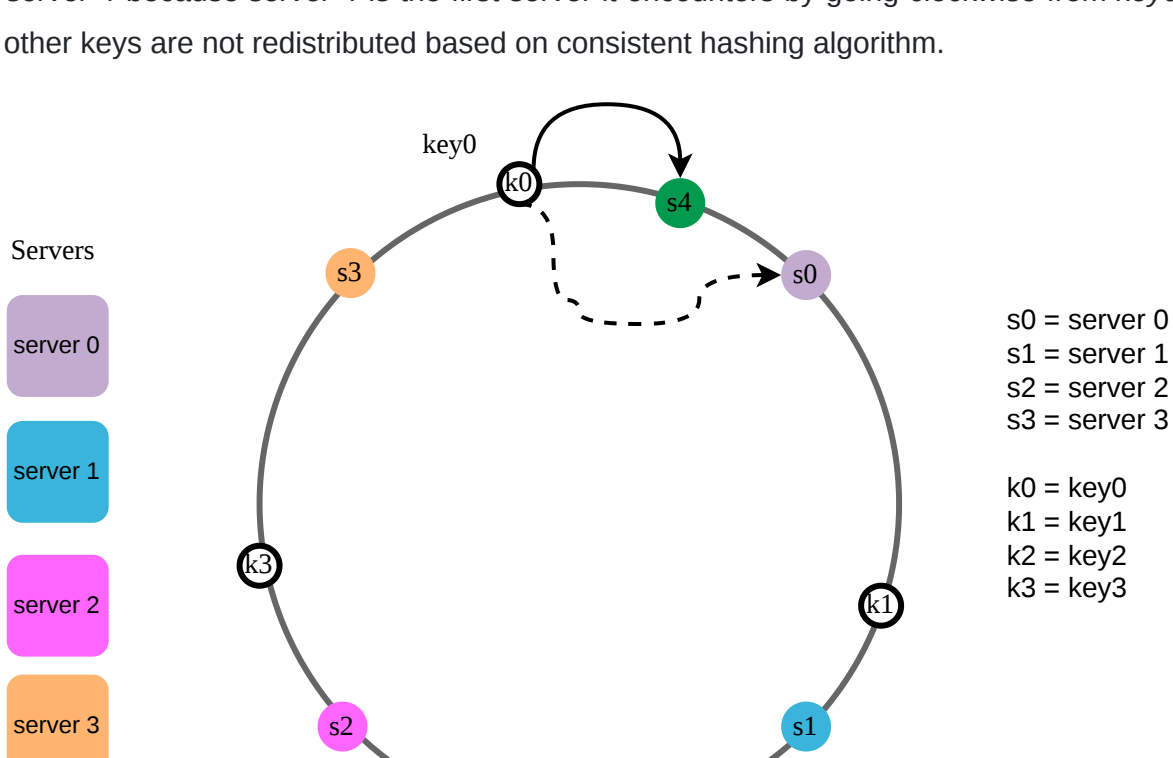 other keys are not redistributed based on consistent hashing algorithm.
key0
k0
s4
s3
s0
Servers
server 0
server 1
server 2
server 3
s0 = server 0
s1 = server 1
s2 = server 2
s3 = server 3
k0 = key0
k1 = key1
k2 = key2
k3 = key3
k3
k1
s2
s1